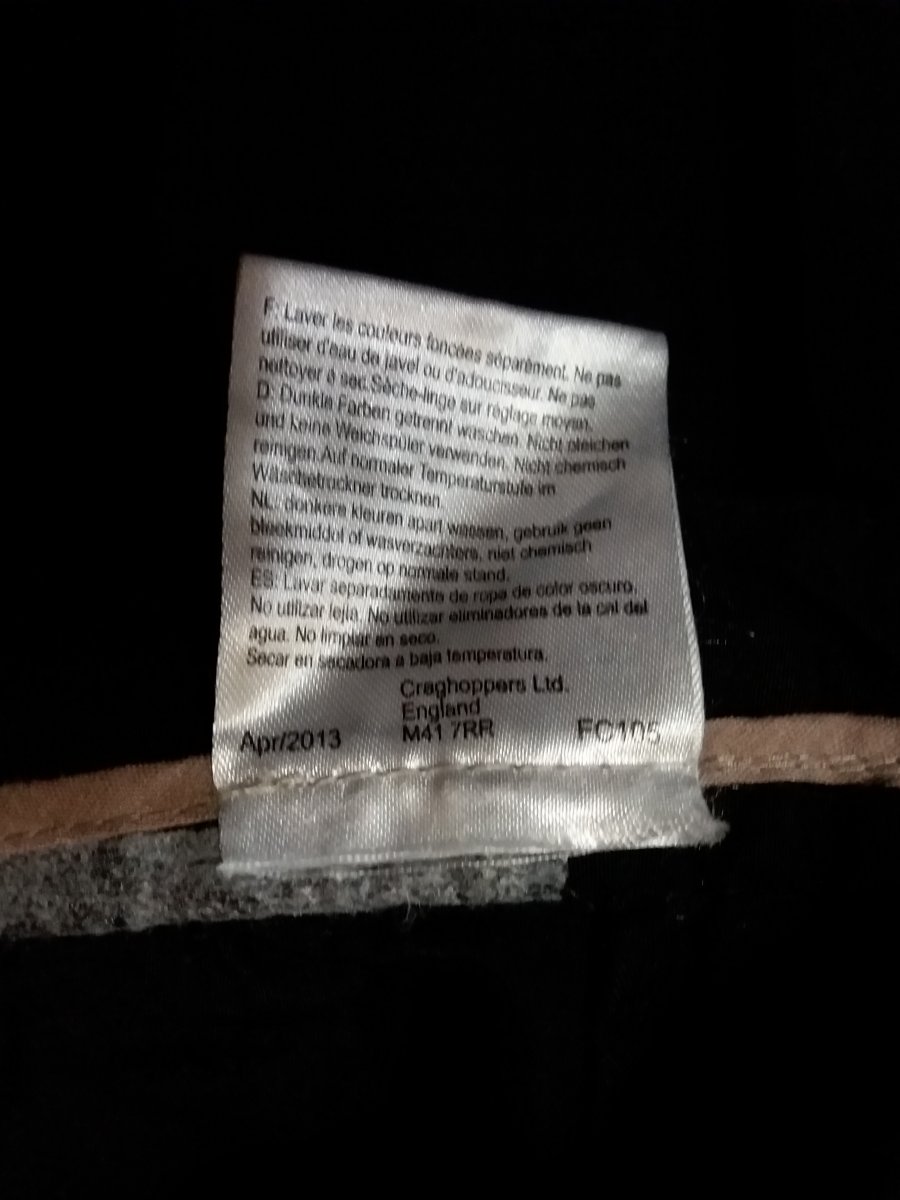 F: Laver les couleurs foncées séparément. Ne pas
utiliser d'eau de javel ou d'adoucisseur. Ne pas
nettoyer à sec. Sèche-linge sur réglage moyen.
D: Dunkle Farben getrennt waschen. Nicht bleichen
und keine Weichspüler verwenden. Nicht chemisch
reinigen. Auf normaler Temperaturstufe im
Wäschetrockner trocknen.
NL: donkere kleuren apart wassen, gebruik geen
bleekmiddol of wasverzachters, niet chemisch
reinigen, drogen op normale stand.
ES: Lavar separadamente de ropa de color oscuro.
No utilzar lejia. No utilizar eliminadores de la cal del
agua. No limpiar en seco.
Secar en secadora a baja temperatura.
Craghoppers Ltd.
England
Apr/2013 M41 7RR FC105